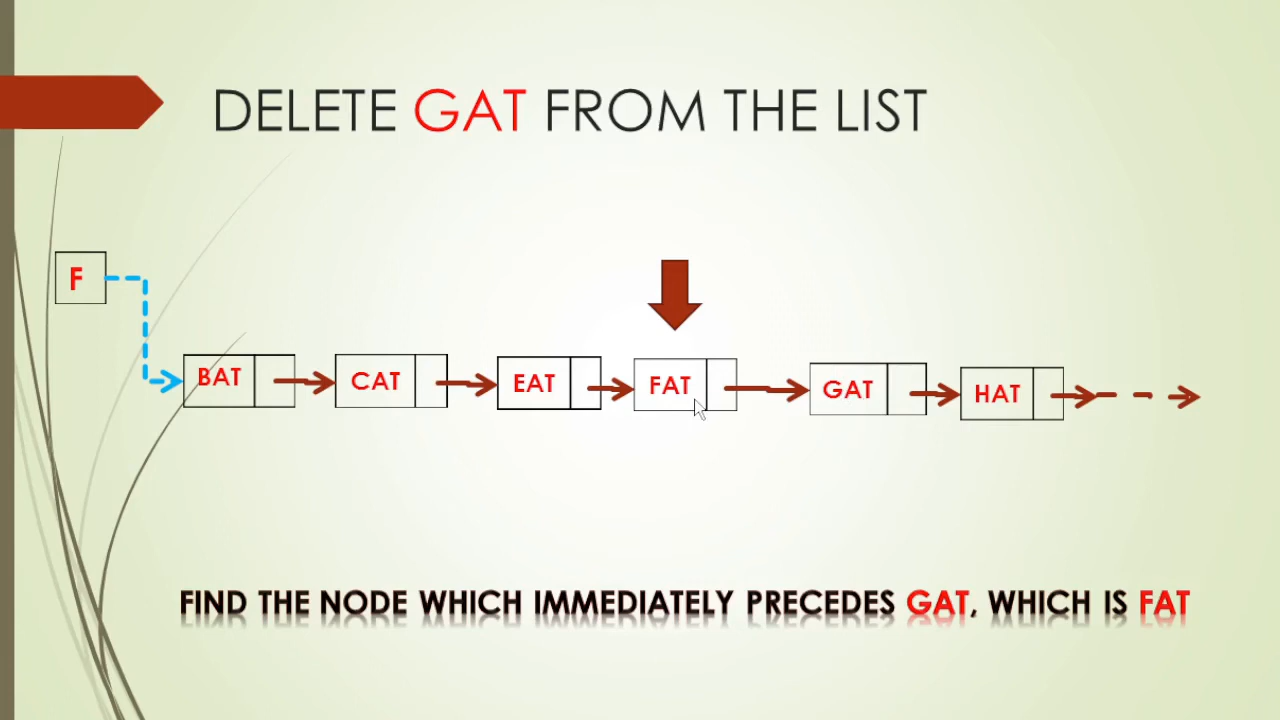 DELETE GAT FROM THE LIST
F
BAT
CAT
EAT
FAT
GAT
HAT
FIND THE NODE WHICH IMMEDIATELY PRECEDES GAT, WHICH IS FAT